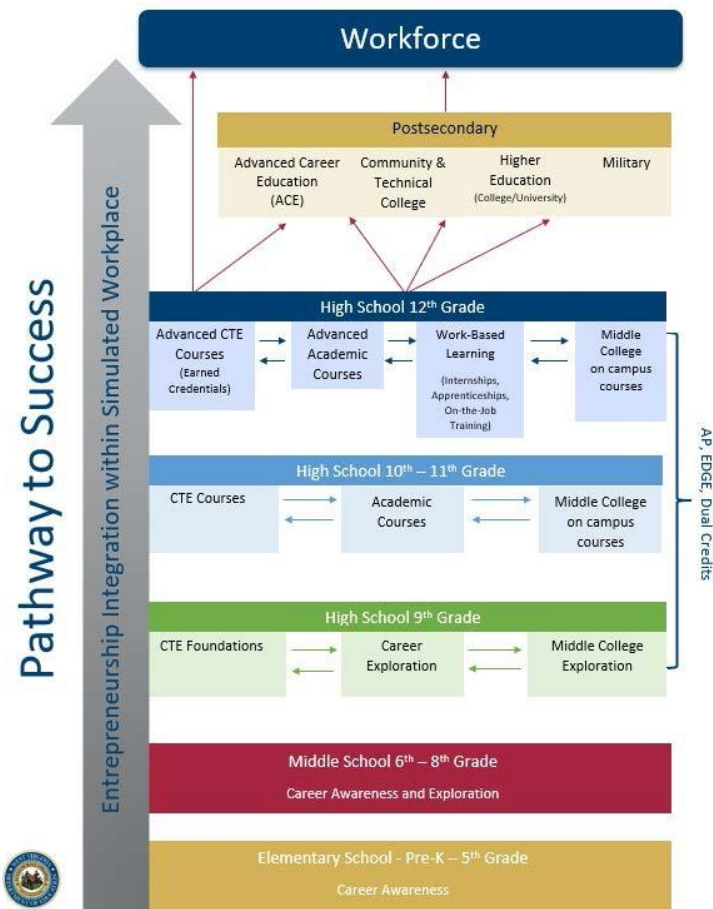 Workforce
Postsecondary
Advanced Career
Education
(ACE)
Community &
Technical
College
Higher
Education
(College/University)
Military
High School 12th Grade
Advanced CTE
Courses
(Earned
Credentials)
Advanced
Academic
Courses
Work-Based
Learning
(Internships,
Apprenticeships,
On-the-Job
Training)
Middle
College
on campus
courses
High School 10th – 11th Grade
CTE Courses
Academic
Courses
Middle College
on campus
courses
High School 9th Grade
CTE Foundations
Career
Exploration
Middle College
Exploration
AP, EDGE, Dual Credits
Middle School 6th – 8th Grade
Career Awareness and Exploration
Elementary School - Pre-K – 5th Grade
Career Awareness
Pathway to Success
Entrepreneurship Integration within Simulated Workplace